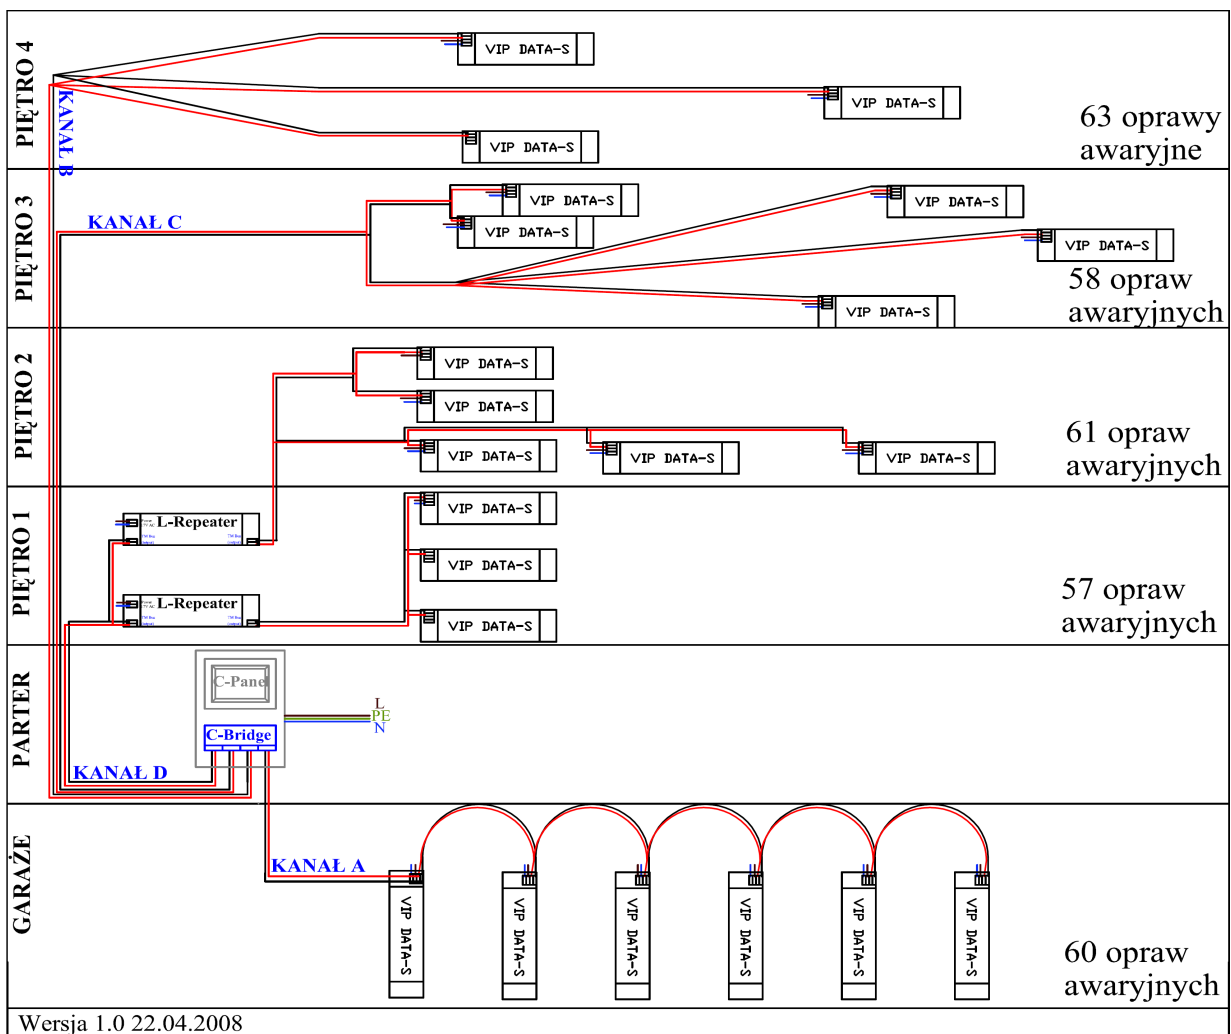 PIĘTRO 4
KANAŁ B
VIP DATA-S
VIP DATA-S
VIP DATA-S
63 oprawy
awaryjne
PIĘTRO 3
KANAŁ C
VIP DATA-S
VIP DATA-S
VIP DATA-S
VIP DATA-S
VIP DATA-S
58 opraw
awaryjnych
PIĘTRO 2
VIP DATA-S
VIP DATA-S
VIP DATA-S
VIP DATA-S
VIP DATA-S
61 opraw
awaryjnych
PIĘTRO 1
L-Repeater
L-Repeater
VIP DATA-S
VIP DATA-S
VIP DATA-S
57 opraw
awaryjnych
PARTER
C-Panel
C-Bridge
L
PE
N
KANAŁ D
GARAŻE
KANAŁ A
VIP DATA-S
VIP DATA-S
VIP DATA-S
VIP DATA-S
VIP DATA-S
VIP DATA-S
60 opraw
awaryjnych
Wersja 1.0 22.04.2008